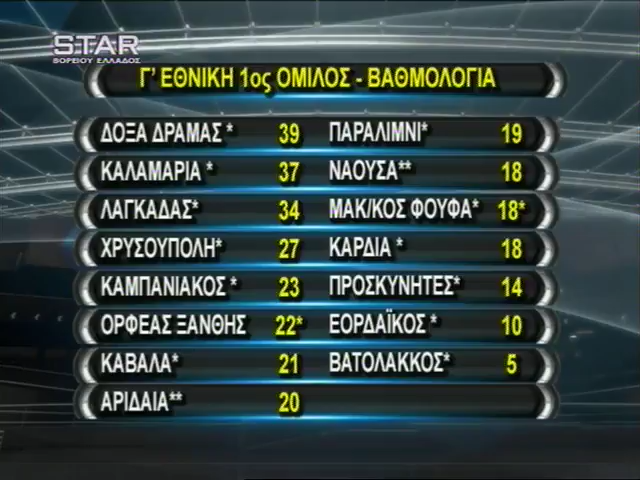 STAR
ΒΟΡΕΙΟΥ ΕΛΛΑΔΟΣ
Γ' ΕΘΝΙΚΗ 1ος ΟΜΙΛΟΣ - ΒΑΘΜΟΛΟΓΙΑ
ΔΟΞΑ ΔΡΑΜΑΣ * 39 ΠΑΡΑΛΙΜΝΙ* 19
ΚΑΛΑΜΑΡΙΑ * 37 ΝΑΟΥΣΑ** 18
ΛΑΓΚΑΔΑΣ* 34 ΜΑΚ/ΚΟΣ ΦΟΥΦΑ* 18*
ΧΡΥΣΟΥΠΟΛΗ* 27 ΚΑΡΔΙΑ * 18
ΚΑΜΠΑΝΙΑΚΟΣ * 23 ΠΡΟΣΚΥΝΗΤΕΣ* 14
ΟΡΦΕΑΣ ΞΑΝΘΗΣ 22* ΕΟΡΔΑΪΚΟΣ * 10
ΚΑΒΑΛΑ* 21 ΒΑΤΟΛΑΚΚΟΣ* 5
ΑΡΙΔΑΙΑ** 20